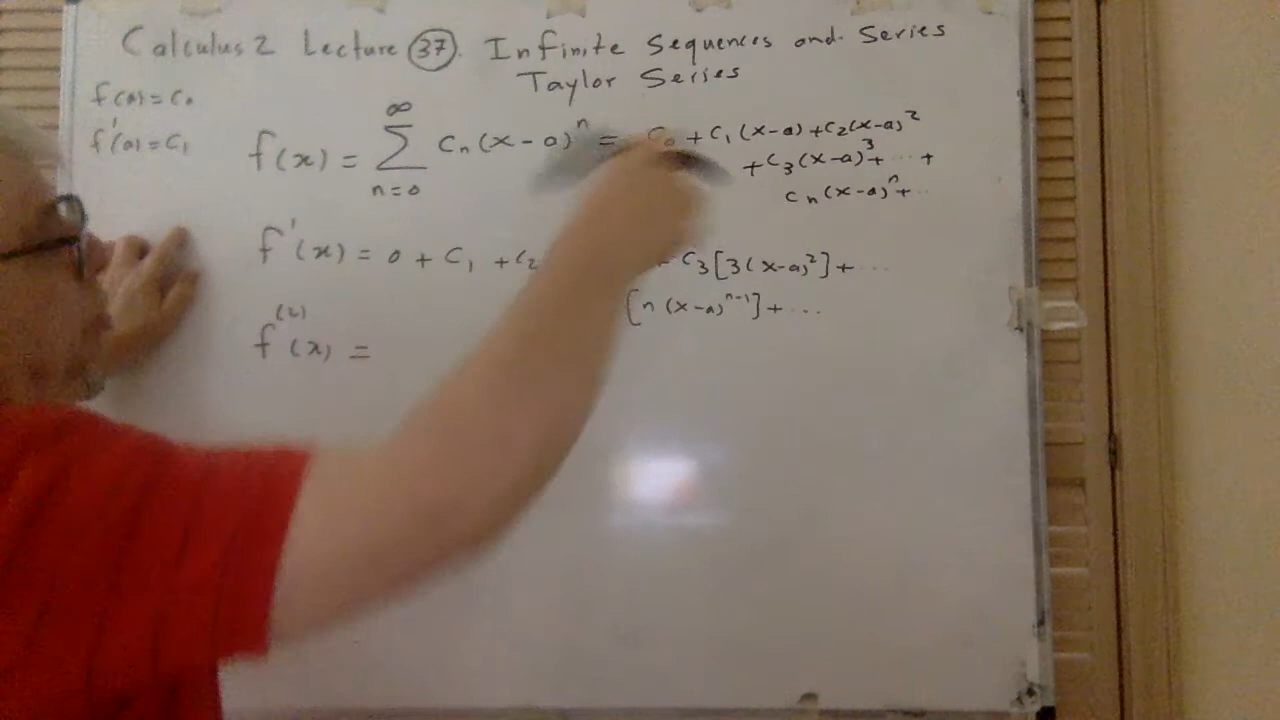 Calculus 2 Lecture 37. Infinite Sequences and Series
Taylor Series
f(a) = c₀
f'(a) = c₁
f(x) = ∑ₙ₌₀^∞ cₙ(x-a)ⁿ = c₀ + c₁(x-a) + c₂(x-a)²
+ c₃(x-a)³ + ... +
cₙ(x-a)ⁿ + ..
f'(x) = 0 + c₁ + c₂ + c₃[3(x-a)²] + ...
[n(x-a)ⁿ⁻¹] + ...
f⁽²⁾(x) =